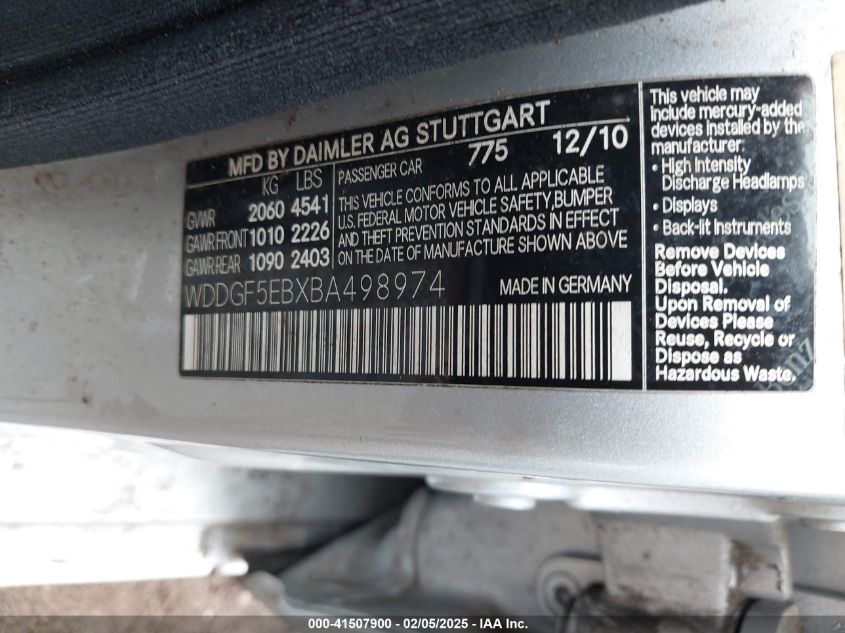 MFD BY DAIMLER AG STUTTGART
KG LBS
GVWR 2060 4541
GAWR FRONT 1010 2226
GAWR REAR 1090 2403
PASSENGER CAR 775 12/10
THIS VEHICLE CONFORMS TO ALL APPLICABLE
U.S. FEDERAL MOTOR VEHICLE SAFETY,BUMPER
AND THEFT PREVENTION STANDARDS IN EFFECT
ON THE DATE OF MANUFACTURE SHOWN ABOVE
WDDGF5EBXBA498974
MADE IN GERMANY
This vehicle may
include mercury-added
devices installed by the
manufacturer:
• High Intensity
Discharge Headlamps
• Displays
• Back-lit Instruments
Remove Devices
Before Vehicle
Disposal.
Upon Removal of
Devices Please
Reuse, Recycle or
Dispose as
Hazardous Waste.
000-41507900 - 02/05/2025 - IAA Inc.